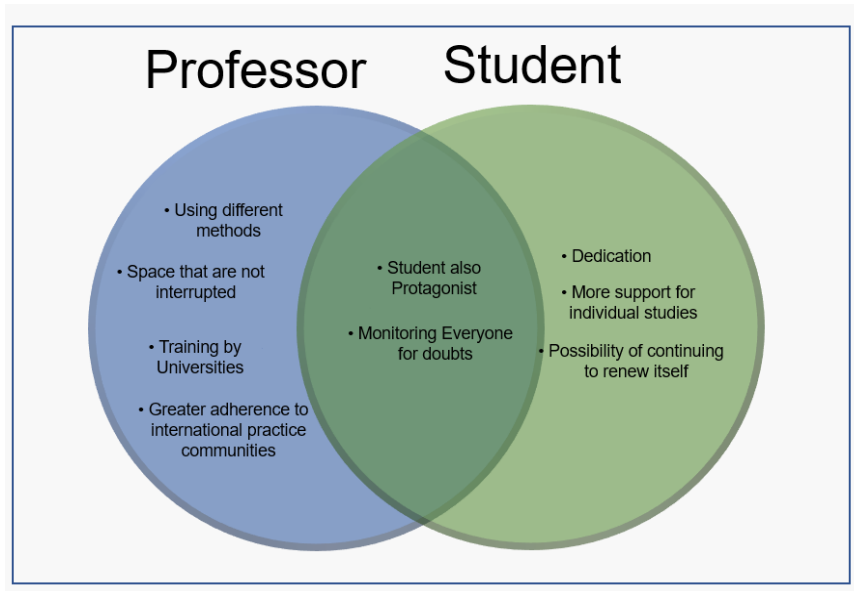 Professor
Student
• Using different
methods
• Space that are not
interrupted
• Training by
Universities
• Greater adherence to
international practice
communities
• Student also
Protagonist
• Monitoring Everyone
for doubts
• Dedication
• More support for
individual studies
• Possibility of continuing
to renew itself